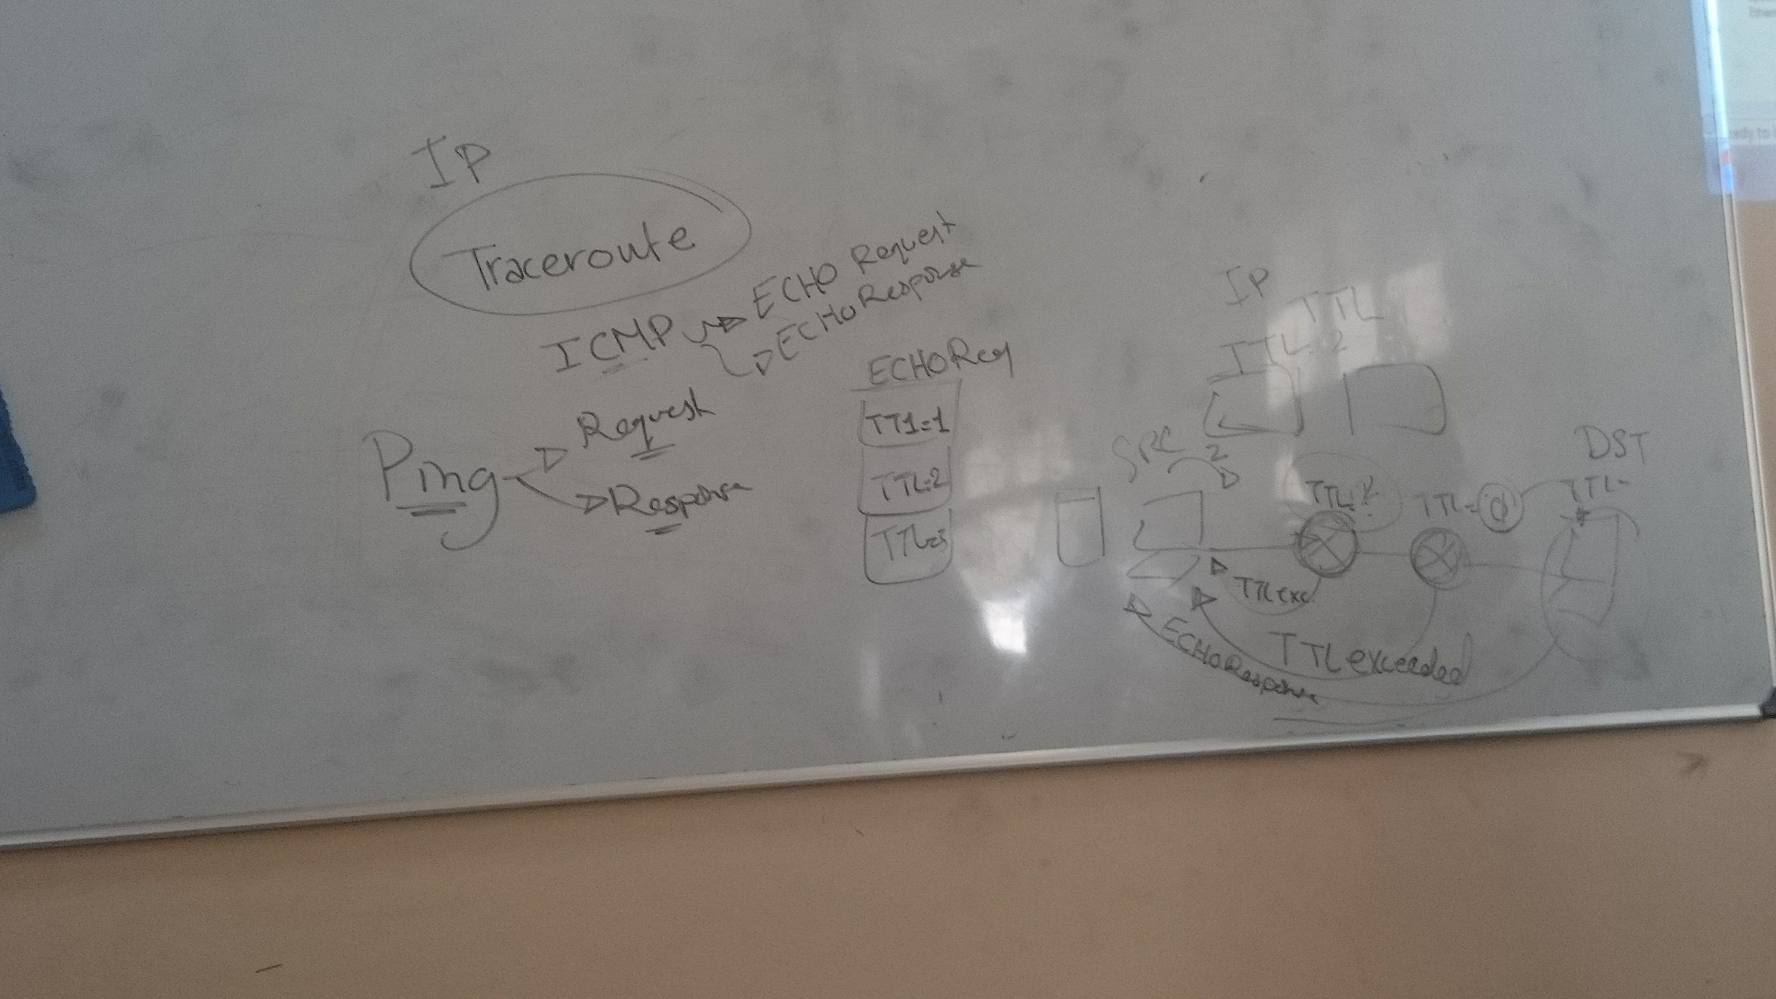 IP
Traceroute
ICMP
ECHO Request
ECHO Response
Ping
Request
Response
ECHO Req
TT1=1
TTL=2
TTL=3
IP
TTL
TTL 2
SRC
2
DST
TTL=
TTL=0
TTL=
TTL exc
TTL exceeded
ECHO Response